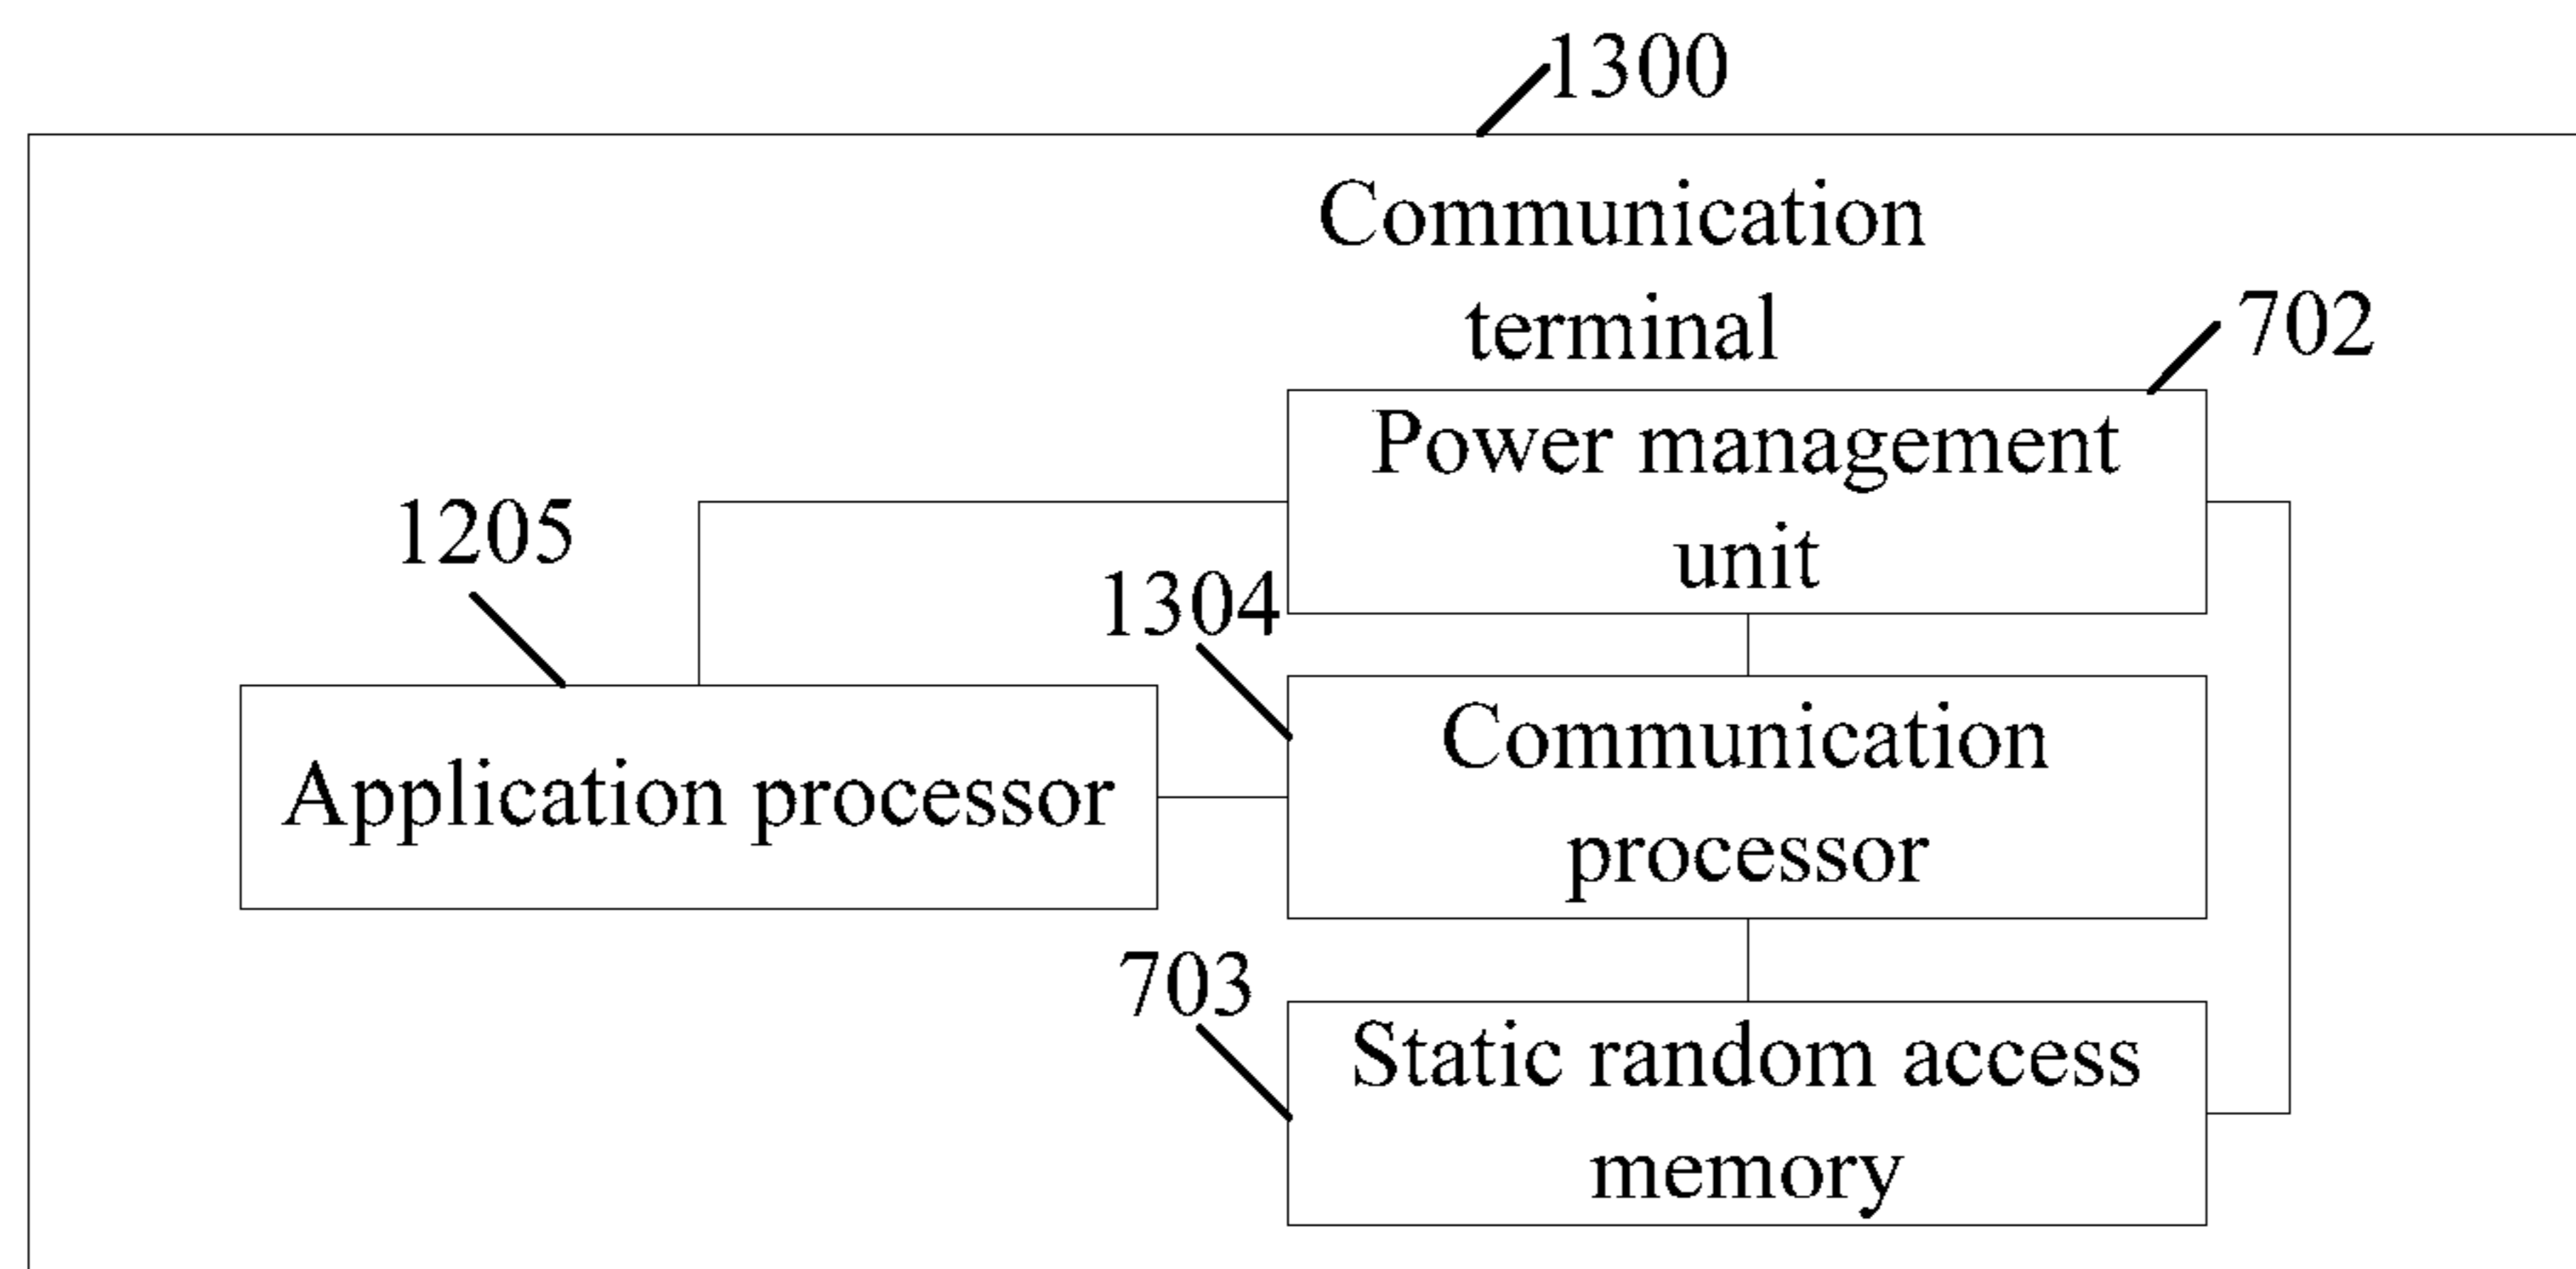 1300
Communication
terminal
702
Power management
unit
1205
1304
Communication
processor
Application processor
703
Static random access
memory